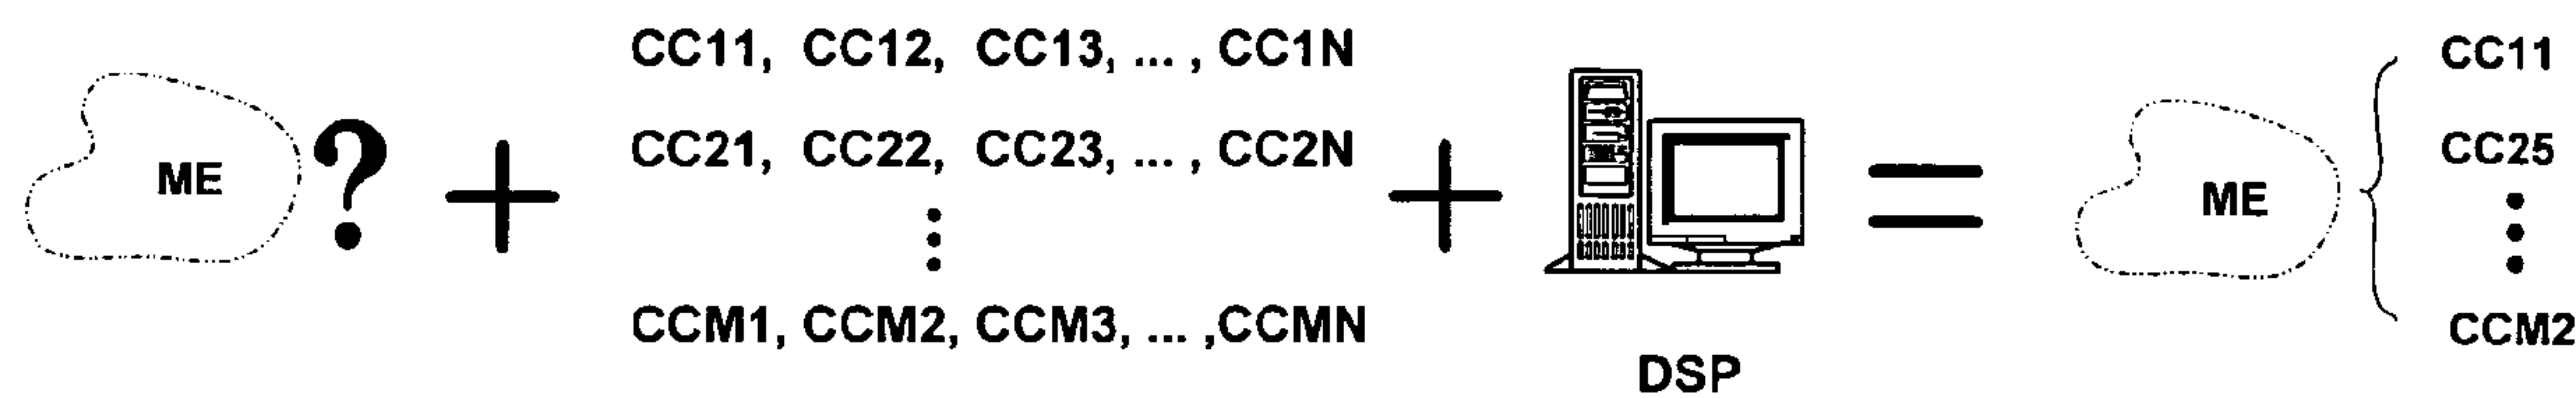 ME ?
+
CC11, CC12, CC13, ... , CC1N
CC21, CC22, CC23, ... , CC2N
⋮
CCM1, CCM2, CCM3, ... ,CCMN
+
DSP
=
ME
CC11
CC25
⋮
CCM2